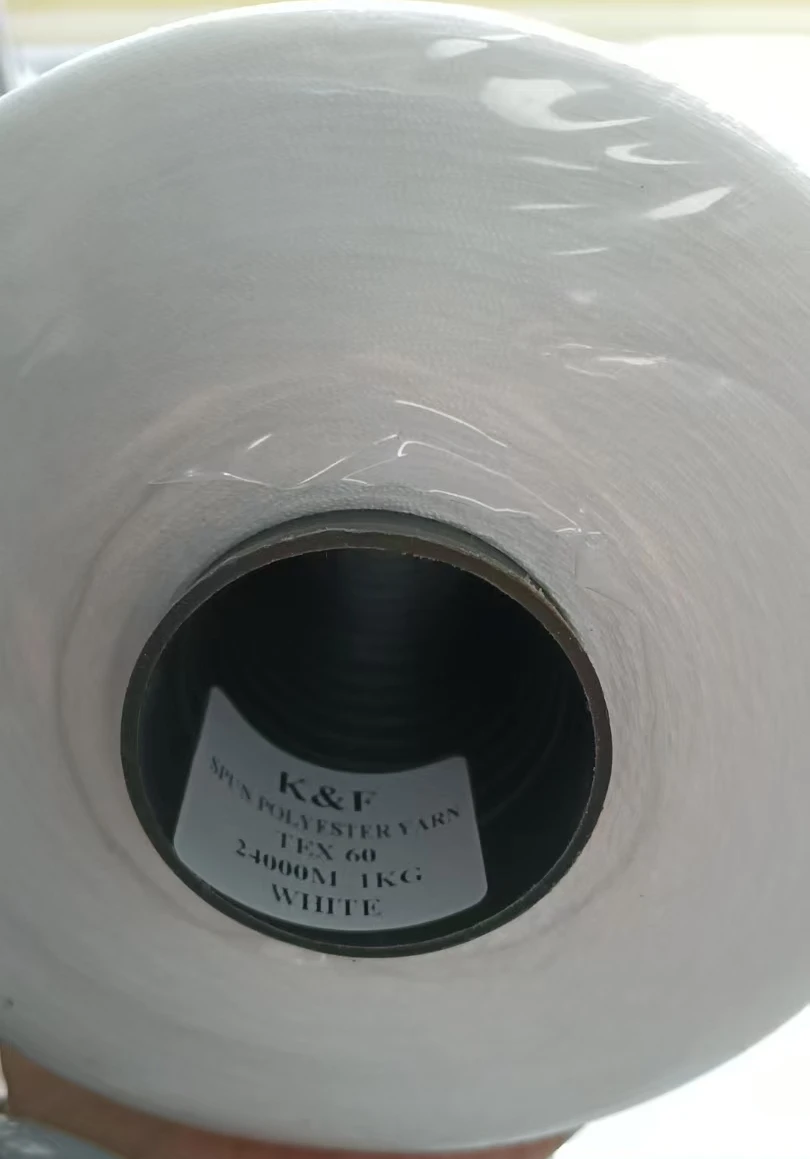 K&F
SPUN POLYESTER YARN
TEX 60
24000M 1KG
WHITE